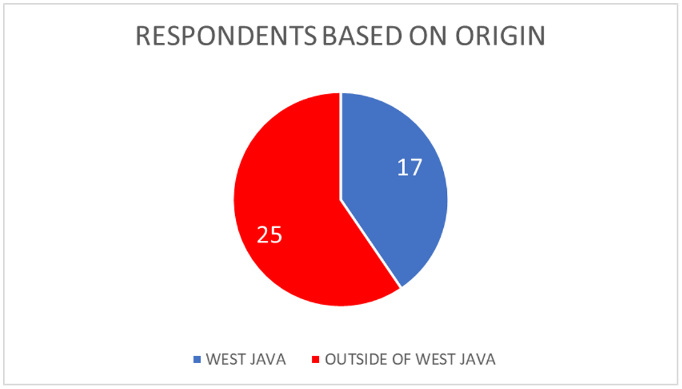 RESPONDENTS BASED ON ORIGIN
17
25
WEST JAVA OUTSIDE OF WEST JAVA